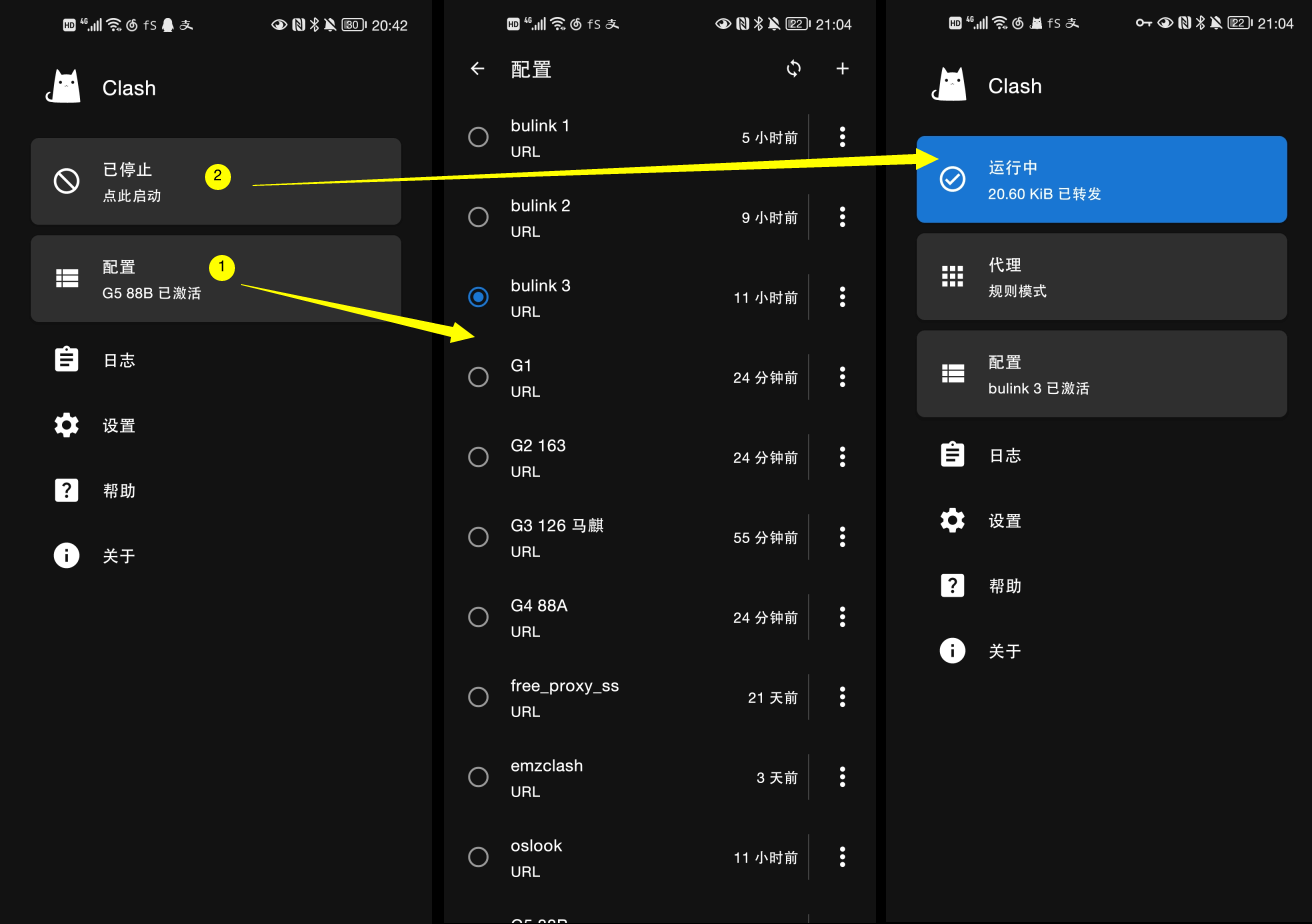 HD 4G fS 支 80 20:42
Clash
已停止
点此启动
2
配置
G5 88B 已激活
1
日志
设置
帮助
关于
HD 4G fS 支 22 21:04
配置
bulink 1
URL
5 小时前
bulink 2
URL
9 小时前
bulink 3
URL
11 小时前
G1
URL
24 分钟前
G2 163
URL
24 分钟前
G3 126 马麒
URL
55 分钟前
G4 88A
URL
24 分钟前
free_proxy_ss
URL
21 天前
emzclash
URL
3 天前
oslook
URL
11 小时前
G5 88B
HD 4G fS 支 22 21:04
Clash
运行中
20.60 KiB 已转发
代理
规则模式
配置
bulink 3 已激活
日志
设置
帮助
关于